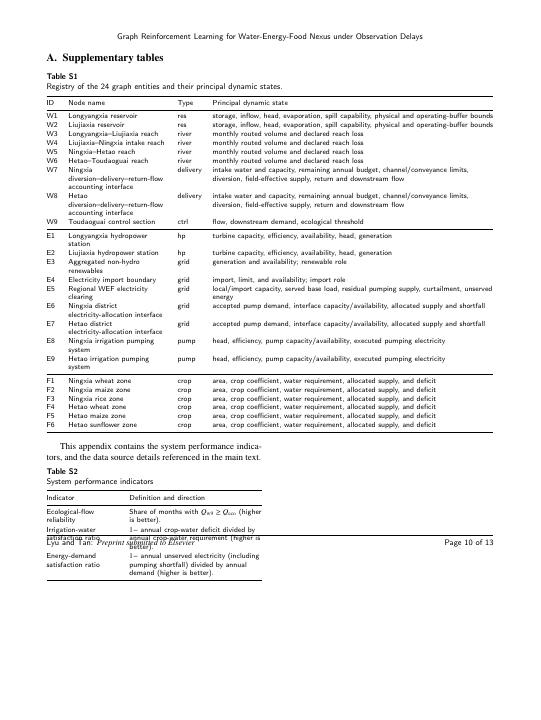 Graph Reinforcement Learning for Water-Energy-Food Nexus under Observation Delays
A. Supplementary tables
Table S1
Registry of the 24 graph entities and their principal dynamic states.
ID Node name Type Principal dynamic state
W1 Longyangxia reservoir res storage, inflow, head, evaporation, spill capability, physical and operating-buffer bounds
W2 Liujiaxia reservoir res storage, inflow, head, evaporation, spill capability, physical and operating-buffer bounds
W3 Longyangxia–Liujiaxia reach river monthly routed volume and declared reach loss
W4 Liujiaxia–Ningxia intake reach river monthly routed volume and declared reach loss
W5 Ningxia–Hetao reach river monthly routed volume and declared reach loss
W6 Hetao–Toudaoguai reach river monthly routed volume and declared reach loss
W7 Ningxia delivery intake water and capacity, remaining annual budget, channel/conveyance limits,
diversion–delivery–return-flow diversion, field-effective supply, return and downstream flow
accounting interface
W8 Hetao delivery intake water and capacity, remaining annual budget, channel/conveyance limits,
diversion–delivery–return-flow diversion, field-effective supply, return and downstream flow
accounting interface
W9 Toudaoguai control section ctrl flow, downstream demand, ecological threshold
E1 Longyangxia hydropower hp turbine capacity, efficiency, availability, head, generation
station
E2 Liujiaxia hydropower station hp turbine capacity, efficiency, availability, head, generation
E3 Aggregated non-hydro grid generation and availability; renewable role
renewables
E4 Electricity import boundary grid import, limit, and availability; import role
E5 Regional WEF electricity grid local/import capacity, served base load, residual pumping supply, curtailment, unserved
clearing energy
E6 Ningxia district grid accepted pump demand, interface capacity/availability, allocated supply and shortfall
electricity-allocation interface
E7 Hetao district grid accepted pump demand, interface capacity/availability, allocated supply and shortfall
electricity-allocation interface
E8 Ningxia irrigation pumping pump head, efficiency, pump capacity/availability, executed pumping electricity
system
E9 Hetao irrigation pumping pump head, efficiency, pump capacity/availability, executed pumping electricity
system
F1 Ningxia wheat zone crop area, crop coefficient, water requirement, allocated supply, and deficit
F2 Ningxia maize zone crop area, crop coefficient, water requirement, allocated supply, and deficit
F3 Ningxia rice zone crop area, crop coefficient, water requirement, allocated supply, and deficit
F4 Hetao wheat zone crop area, crop coefficient, water requirement, allocated supply, and deficit
F5 Hetao maize zone crop area, crop coefficient, water requirement, allocated supply, and deficit
F6 Hetao sunflower zone crop area, crop coefficient, water requirement, allocated supply, and deficit
This appendix contains the system performance indica-
tors, and the data source details referenced in the main text.
Table S2
System performance indicators
Indicator Definition and direction
Ecological-flow Share of months with Q_W9 ≥ Q_eco (higher
reliability is better).
Irrigation-water 1− annual crop-water deficit divided by
satisfaction ratio annual crop-water requirement (higher is
better).
Lyu and Tan: Preprint submitted to Elsevier Page 10 of 13
Energy-demand 1− annual unserved electricity (including
satisfaction ratio pumping shortfall) divided by annual
demand (higher is better).